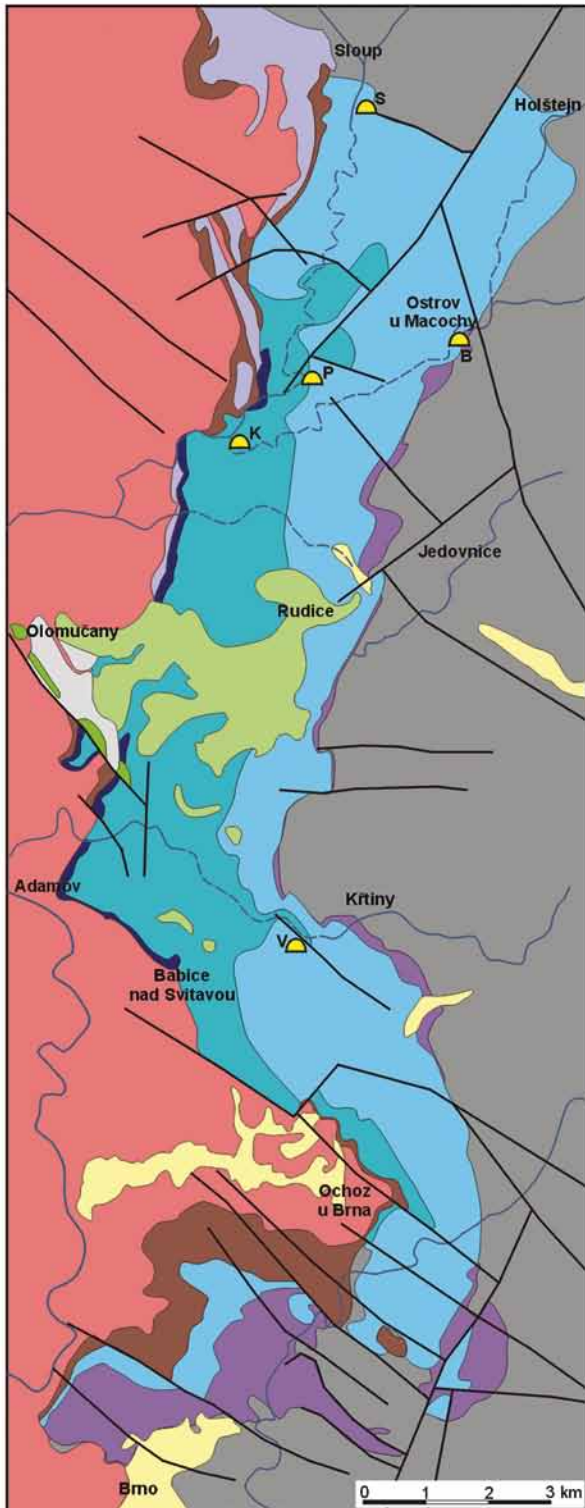 Sloup
S
Holštejn
Ostrov
u Macochy
B
P
K
Jedovnice
Rudice
Olomučany
Adamov
Křtiny
V
Babice
nad Svitavou
Ochoz
u Brna
Brno
0 1 2 3 km